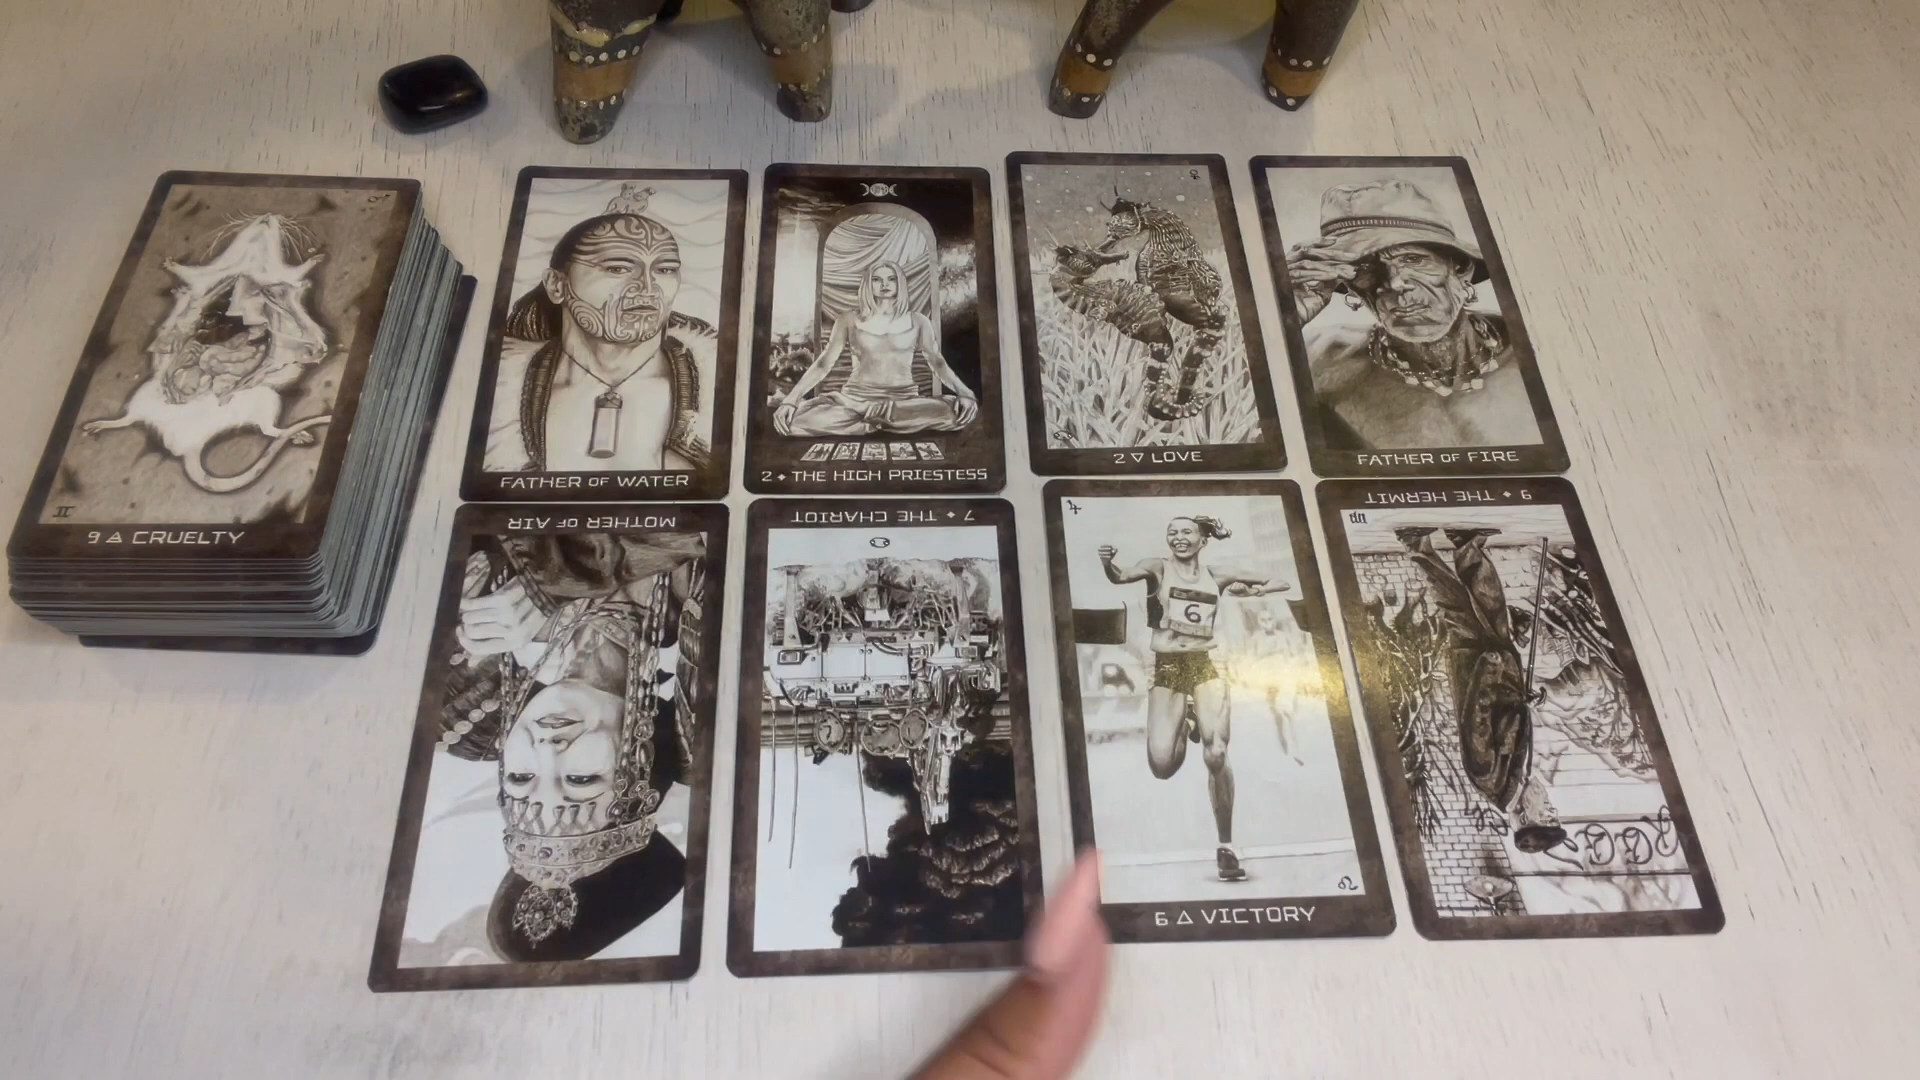 FATHER OF WATER
2 ♦ THE HIGH PRIESTESS
2 ▽ LOVE
FATHER OF FIRE
9 🜁 CRUELTY
MOTHER OF AIR
7 ♦ THE CHARIOT
6
6 △ VICTORY
9 ♦ THE HERMIT